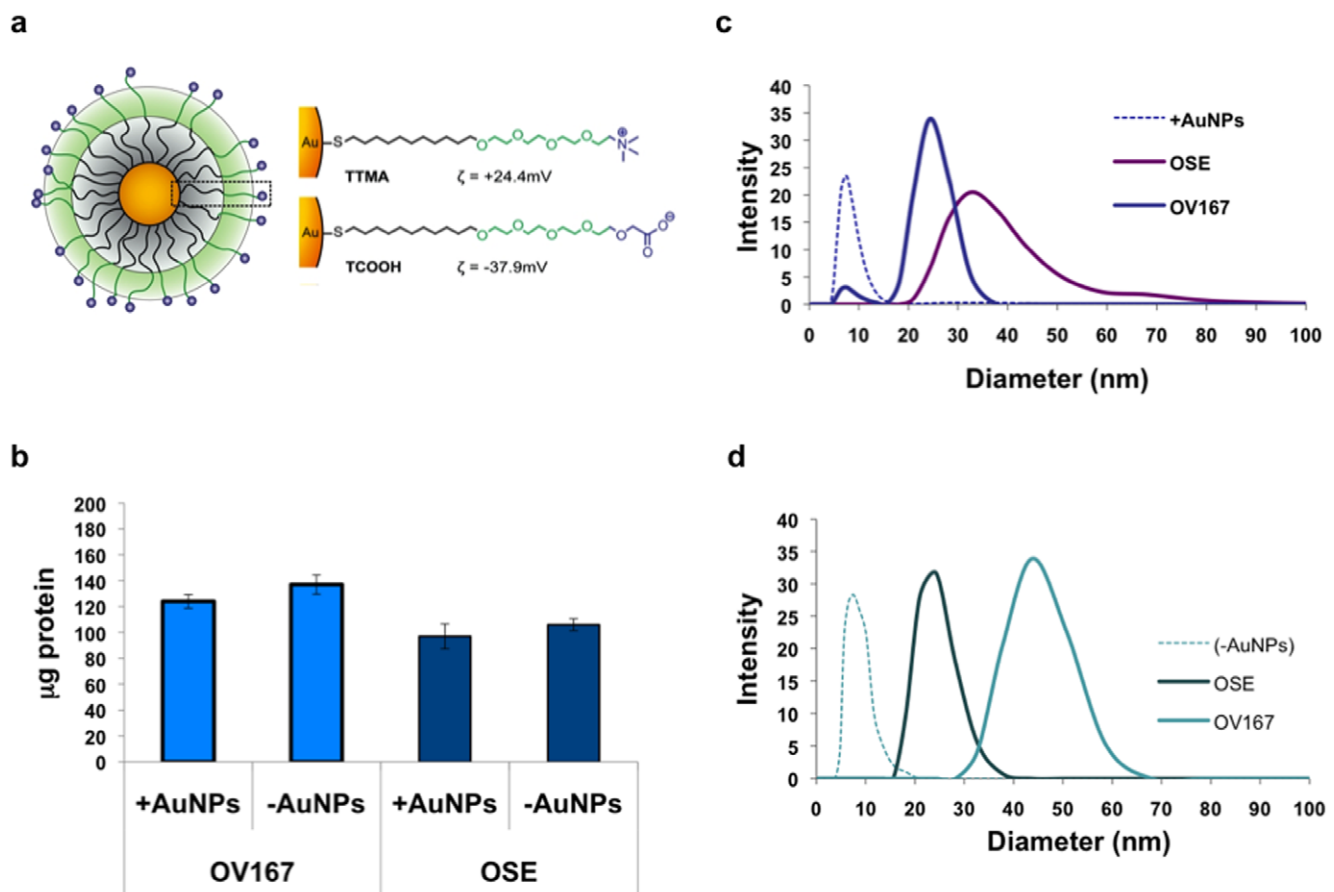 a
Au
S
O
O
O
O
N
⊕
TTMA
ζ = +24.4mV
Au
S
O
O
O
O
O
O
⊖
O
TCOOH
ζ = -37.9mV
b
µg protein
200
180
160
140
120
100
80
60
40
20
0
+AuNPs -AuNPs +AuNPs -AuNPs
OV167 OSE
c
Intensity
40
35
30
25
20
15
10
5
0
0 10 20 30 40 50 60 70 80 90 100
Diameter (nm)
+AuNPs
OSE
OV167
d
Intensity
40
35
30
25
20
15
10
5
0
0 10 20 30 40 50 60 70 80 90 100
Diameter (nm)
(-AuNPs)
OSE
OV167